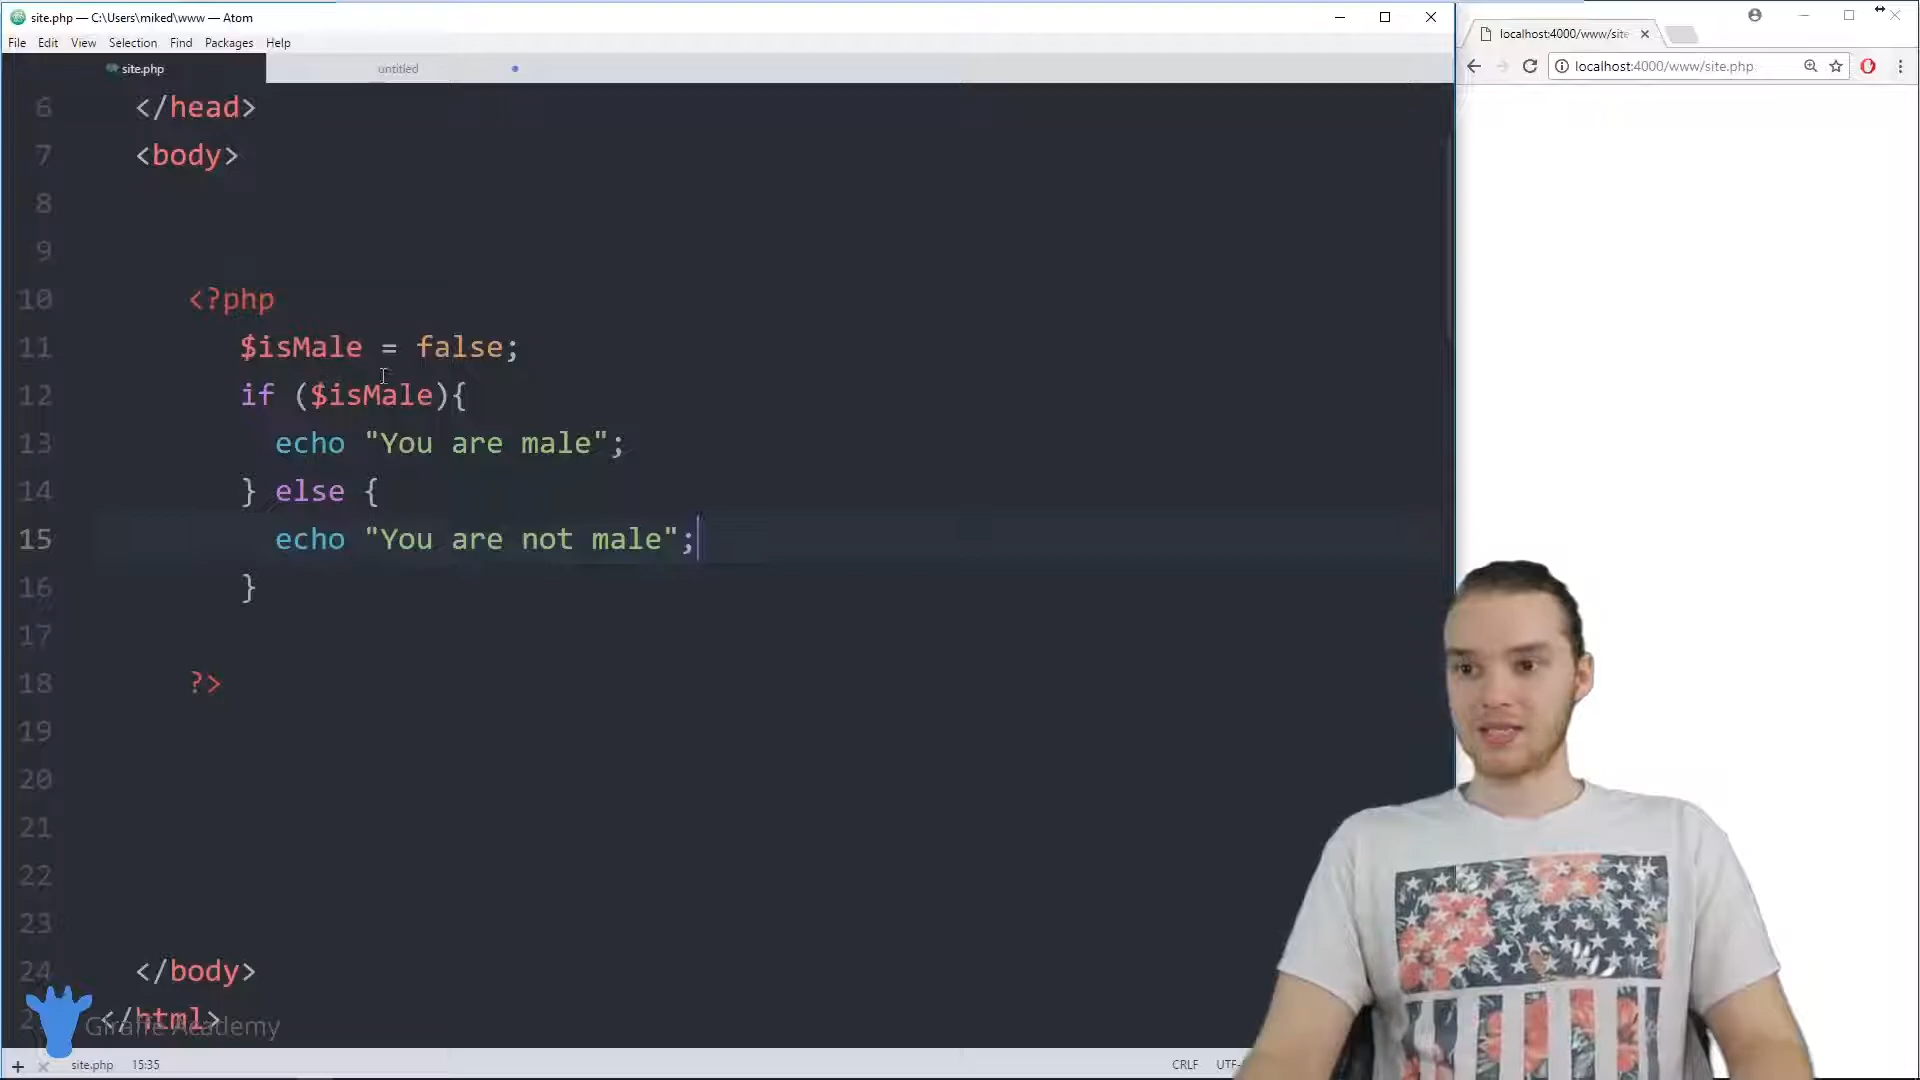 site.php — C:\Users\miked\www — Atom
File Edit View Selection Find Packages Help
site.php
untitled
localhost:4000/www/site
localhost:4000/www/site.php
6 </head>
7 <body>
8
9
10 <?php
11 $isMale = false;
12 if ($isMale){
13 echo "You are male";
14 } else {
15 echo "You are not male";
16 }
17
18 ?>
19
20
21
22
23
24 </body>
</html>
Giraffe Academy
site.php 15:35
CRLF UTF-